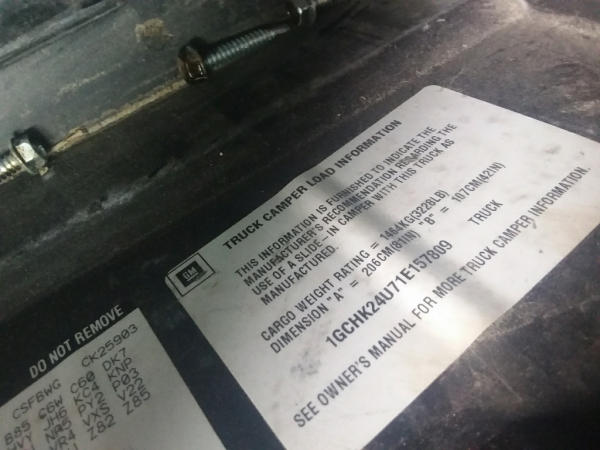 GM
TRUCK CAMPER LOAD INFORMATION
THIS INFORMATION IS FURNISHED TO INDICATE THE
MANUFACTURER'S RECOMMENDATION REGARDING THE
USE OF A SLIDE-IN CAMPER WITH THIS TRUCK AS
MANUFACTURED.
CARGO WEIGHT RATING = 1464KG(3228LB)
DIMENSION "A" = 206CM(81IN) "B" = 107CM(42IN)
1GCHK24U71E157809 TRUCK
SEE OWNER'S MANUAL FOR MORE TRUCK CAMPER INFORMATION.
DO NOT REMOVE
CSFBWG CK25903
B85 C6W C60 DK7
JH6 KC4 KNP
NA5 P03
VR4
Z82 Z85